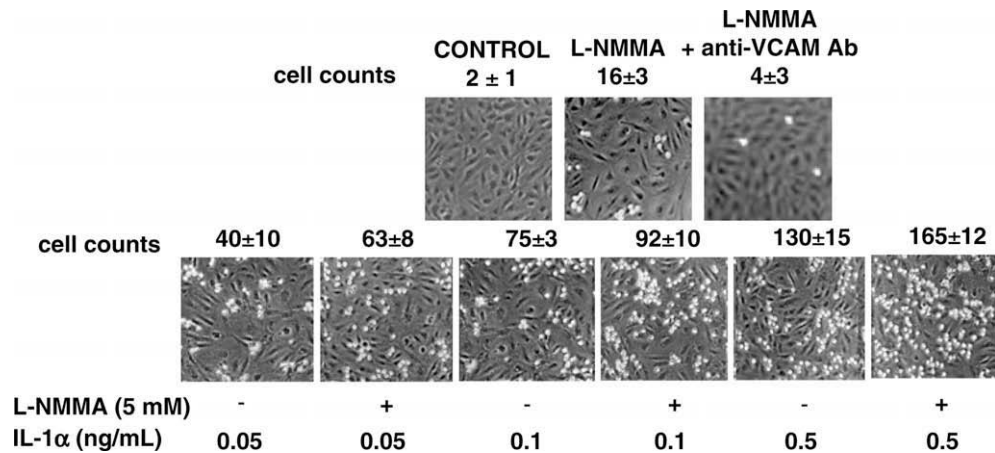 L-NMMA
CONTROL L-NMMA + anti-VCAM Ab
cell counts 2 ± 1 16±3 4±3
cell counts 40±10 63±8 75±3 92±10 130±15 165±12
L-NMMA (5 mM) - + - + - +
IL-1α (ng/mL) 0.05 0.05 0.1 0.1 0.5 0.5